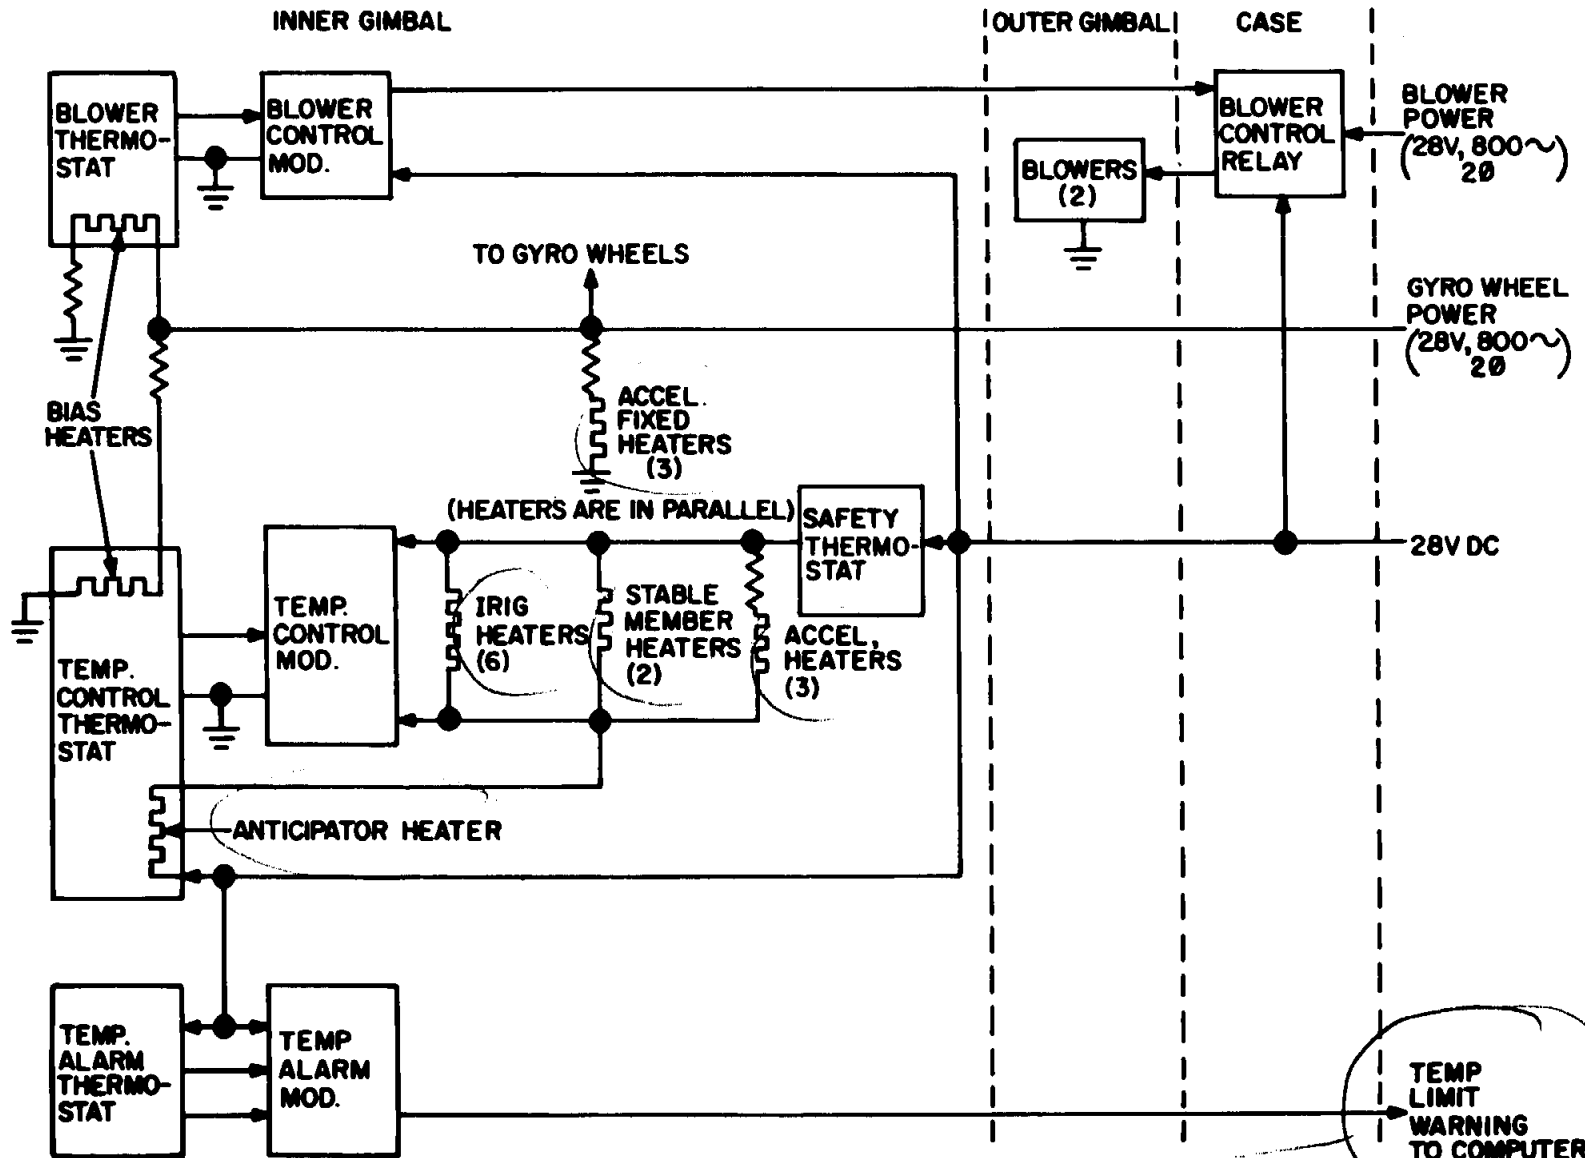 INNER GIMBAL
OUTER GIMBAL
CASE
BLOWER
THERMO-
STAT
BLOWER
CONTROL
MOD.
BLOWER
CONTROL
RELAY
BLOWER
POWER
(28V, 800~)
2Ø
BLOWERS
(2)
TO GYRO WHEELS
GYRO WHEEL
POWER
(28V, 800~)
2Ø
BIAS
HEATERS
ACCEL.
FIXED
HEATERS
(3)
(HEATERS ARE IN PARALLEL)
SAFETY
THERMO-
STAT
28V DC
TEMP.
CONTROL
MOD.
IRIG
HEATERS
(6)
STABLE
MEMBER
HEATERS
(2)
ACCEL,
HEATERS
(3)
TEMP.
CONTROL
THERMO-
STAT
ANTICIPATOR HEATER
TEMP.
ALARM
THERMO-
STAT
TEMP
ALARM
MOD.
TEMP
LIMIT
WARNING
TO COMPUTER